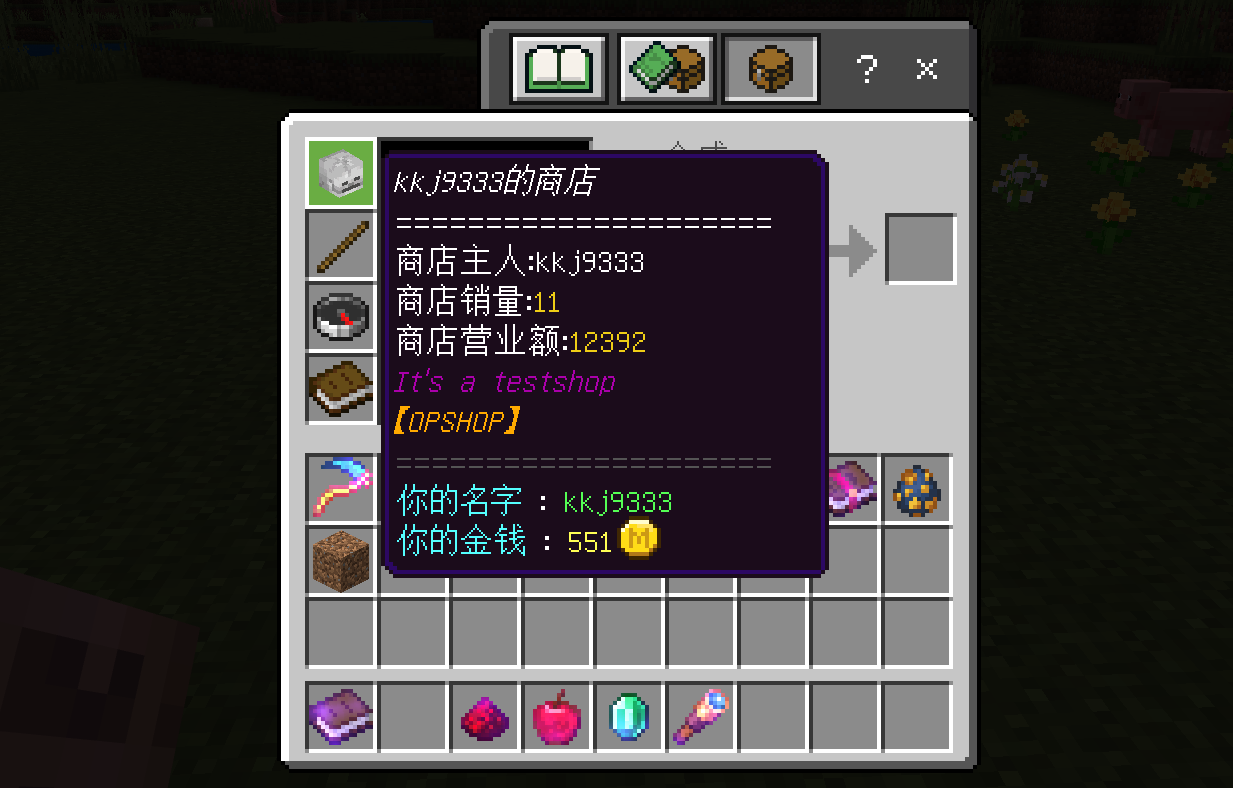 ?
kkj9333的商店
=====================
商店主人:kkj9333
商店销量:11
商店营业额:12392
It's a testshop
【OPSHOP】
=====================
你的名字 : kkj9333
你的金钱 : 551